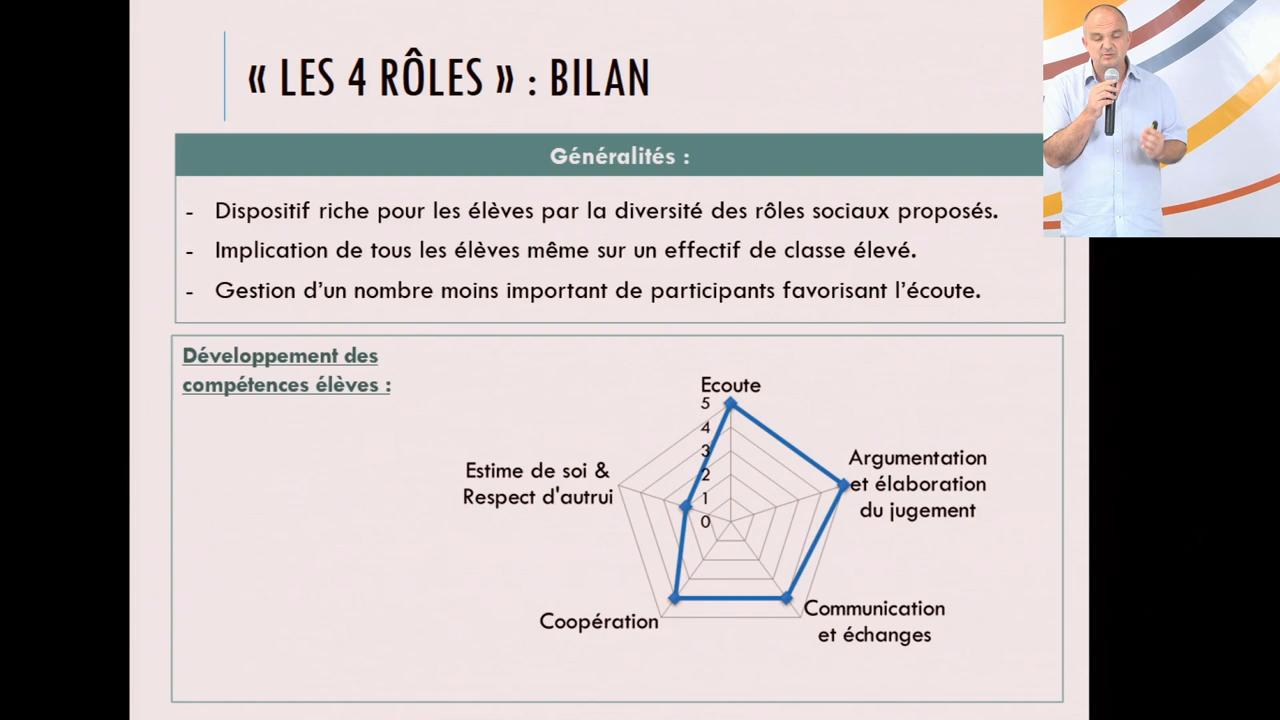 « LES 4 RÔLES » : BILAN
Généralités :
- Dispositif riche pour les élèves par la diversité des rôles sociaux proposés.
- Implication de tous les élèves même sur un effectif de classe élevé.
- Gestion d'un nombre moins important de participants favorisant l'écoute.
Développement des
compétences élèves :
Ecoute
5
4
3
2
1
0
Argumentation
et élaboration
du jugement
Estime de soi &
Respect d'autrui
Coopération
Communication
et échanges